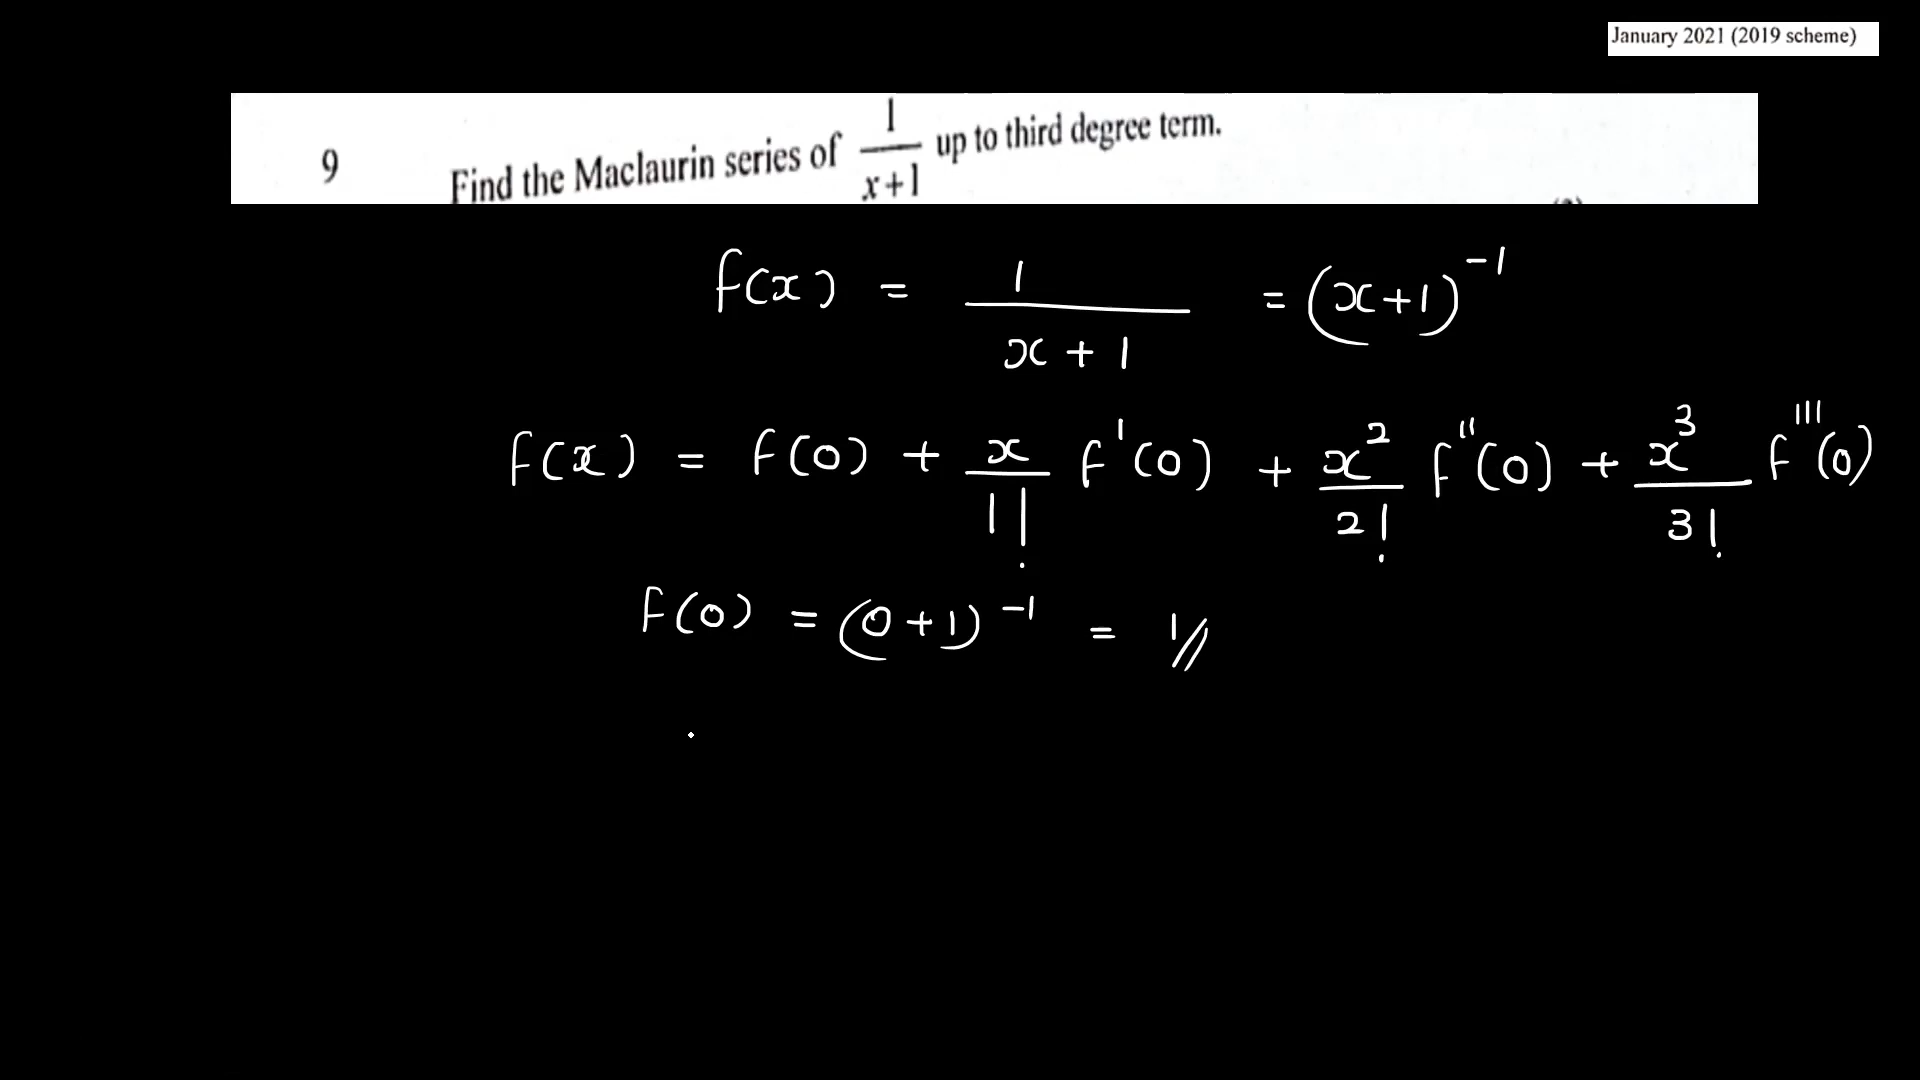 January 2021 (2019 scheme)
9 Find the Maclaurin series of 1/(x+1) up to third degree term.
f(x) = 1/(x + 1) = (x+1)^-1
f(x) = f(0) + x/1! f'(0) + x^2/2! f''(0) + x^3/3! f'''(0)
f(0) = (0+1)^-1 = 1//